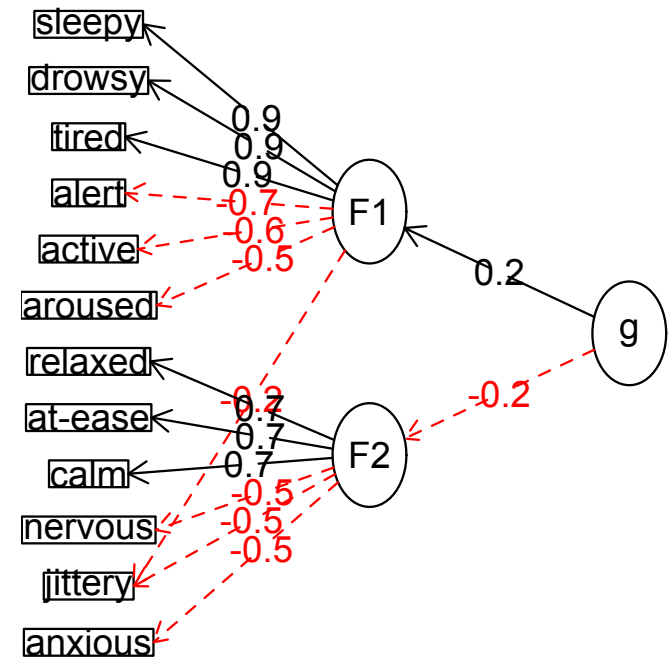 sleepy
drowsy
0.9
0.9
tired
0.9
alert
-0.7
F1
active
-0.6
-0.5
0.2
aroused
g
relaxed
-0.2
-0.2
0.7
at-ease
0.7
F2
calm
0.7
-0.5
nervous
-0.5
-0.5
jittery
anxious